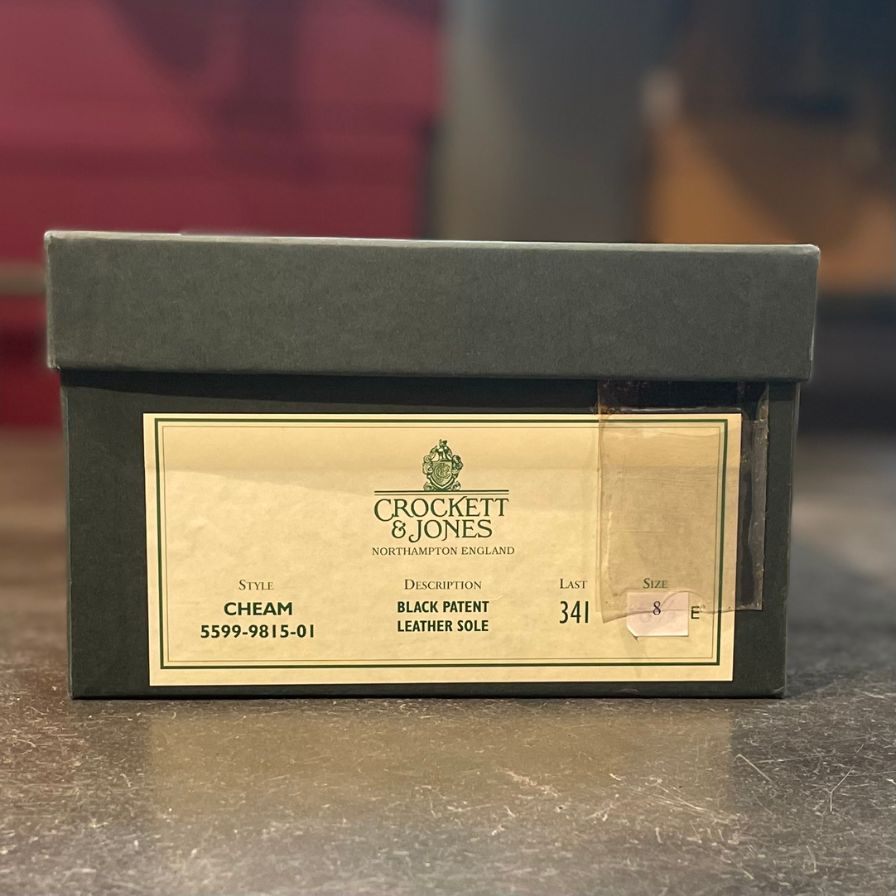 CROCKETT
& JONES
NORTHAMPTON ENGLAND
STYLE DESCRIPTION LAST SIZE
CHEAM BLACK PATENT 341 8 E
5599-9815-01 LEATHER SOLE